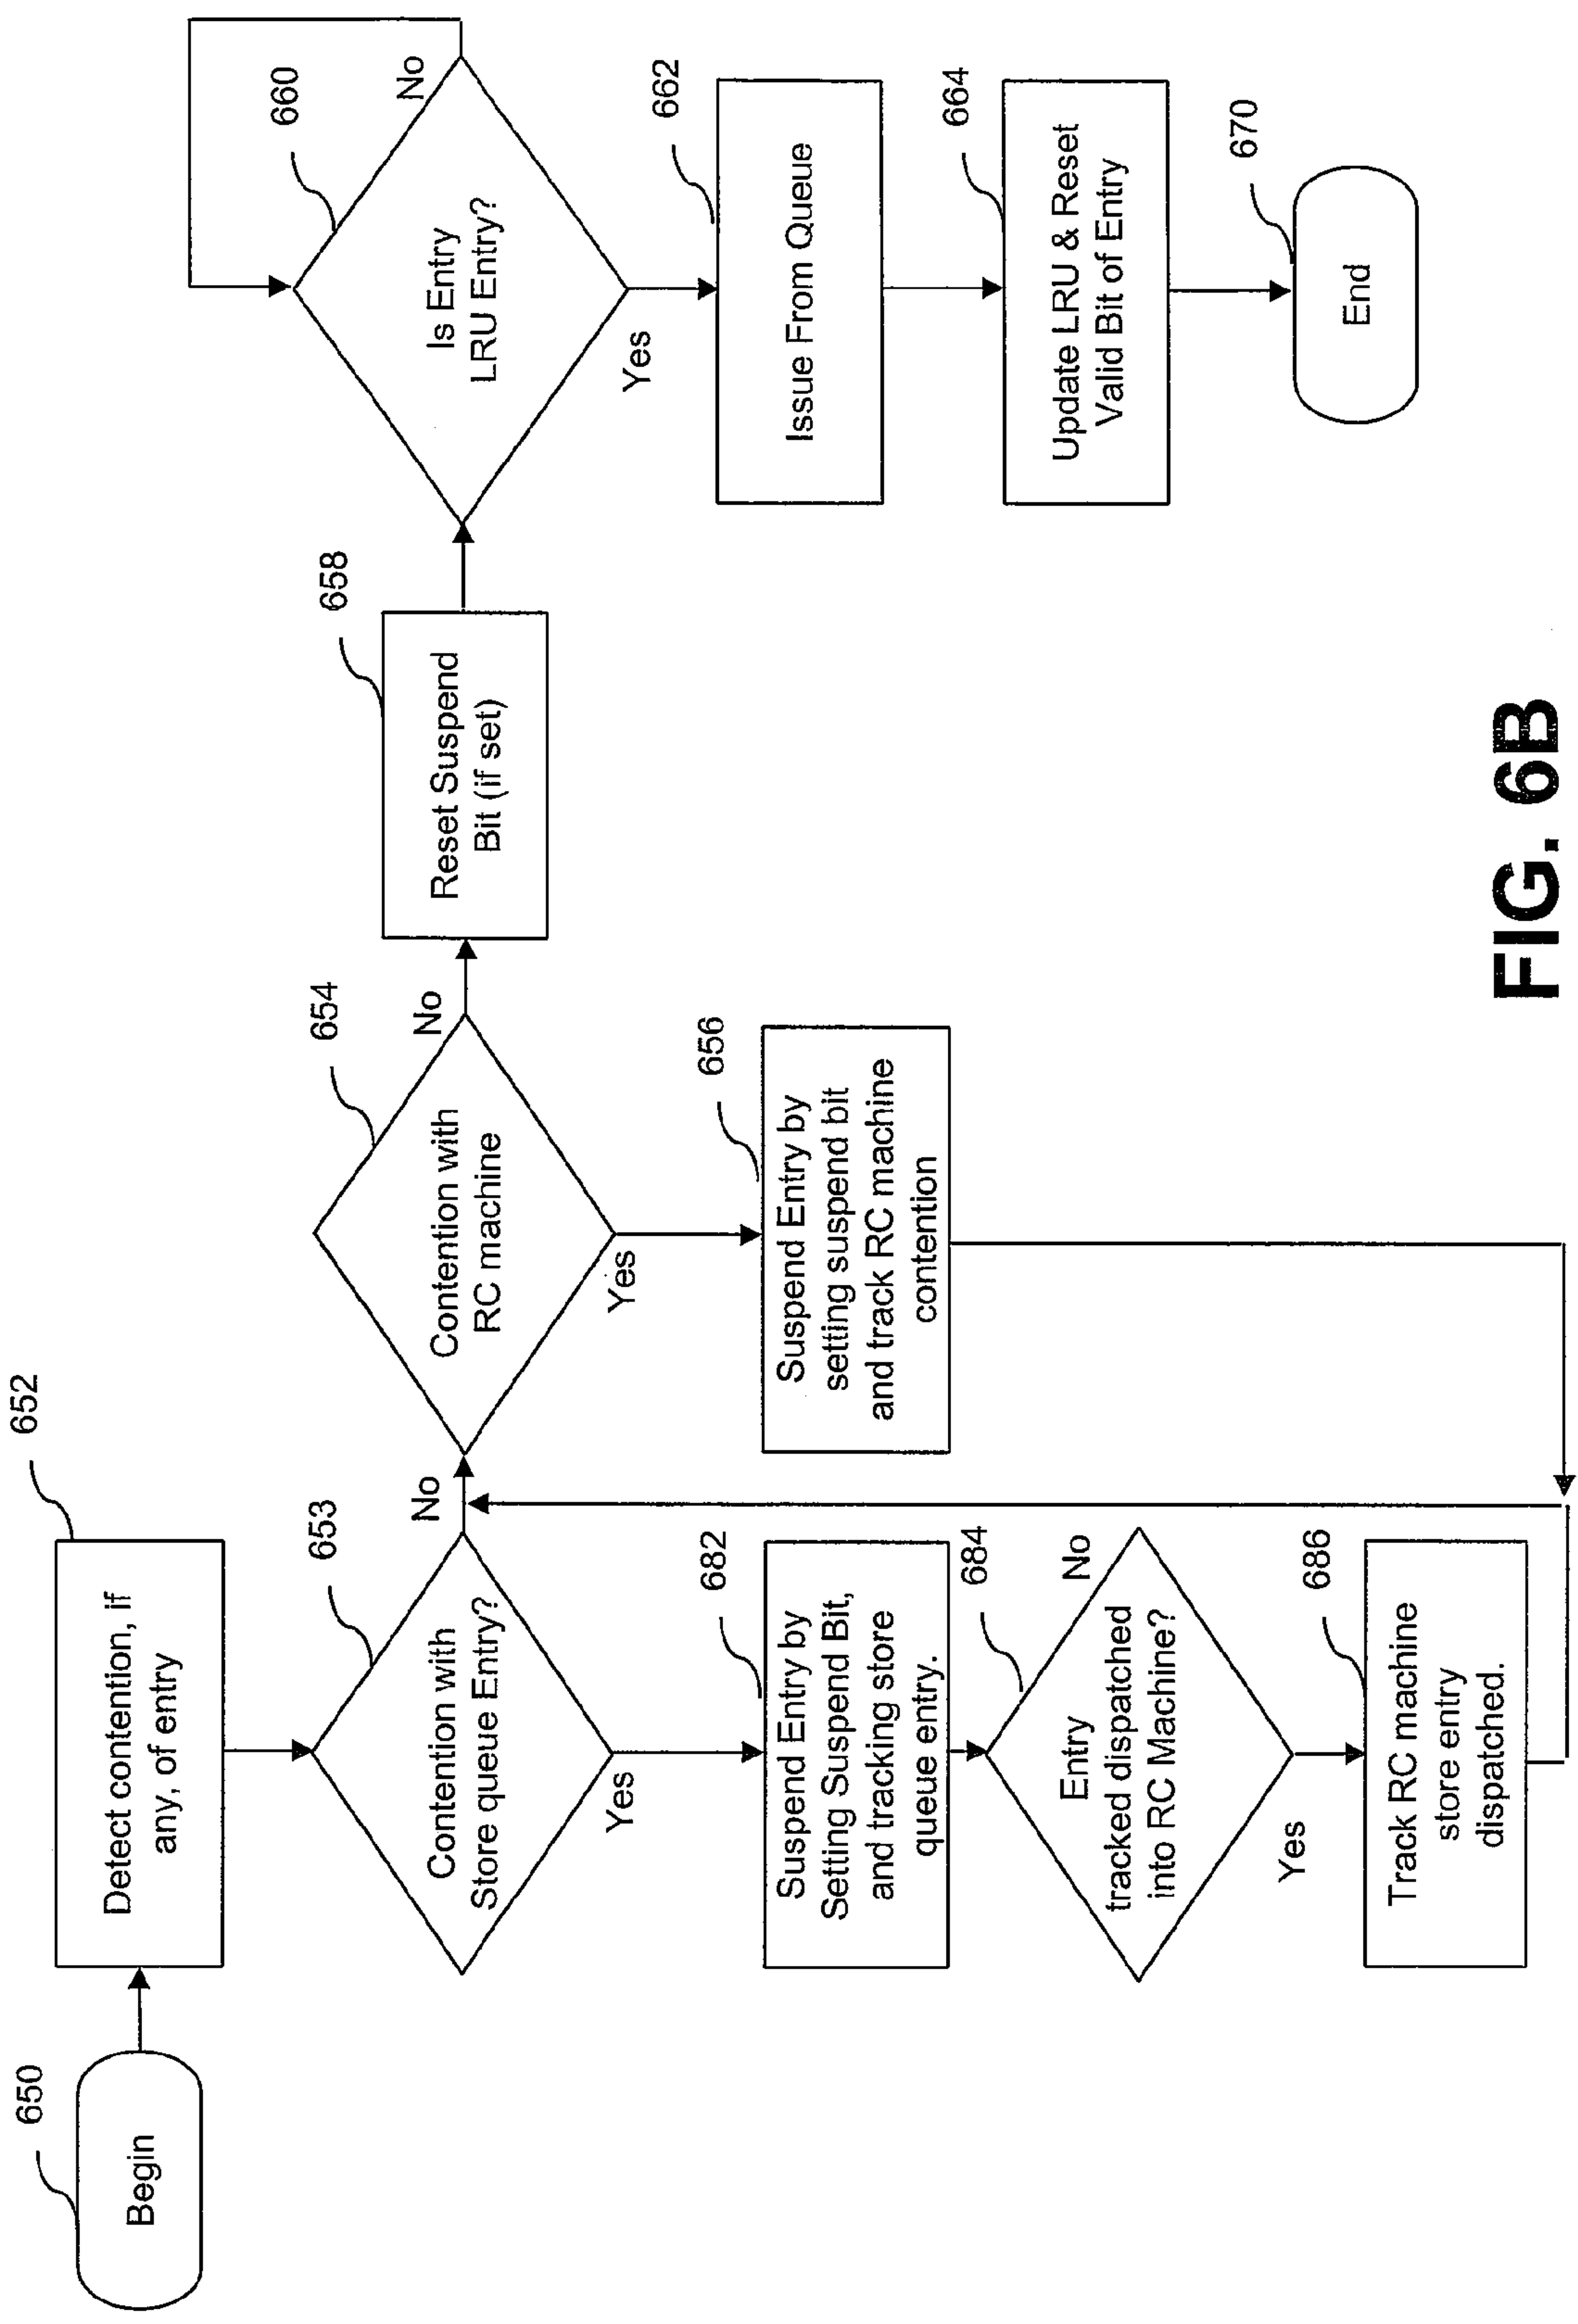 650
Begin
652
Detect contention, if
any, of entry
653
Contention with
Store queue Entry?
No
Yes
682
Suspend Entry by
Setting Suspend Bit,
and tracking store
queue entry.
684
Entry
tracked dispatched
into RC Machine?
No
Yes
686
Track RC machine
store entry
dispatched.
654
Contention with
RC machine
No
Yes
656
Suspend Entry by
setting suspend bit
and track RC machine
contention
658
Reset Suspend
Bit (if set)
660
Is Entry
LRU Entry?
No
Yes
662
Issue From Queue
664
Update LRU & Reset
Valid Bit of Entry
670
End
FIG. 6B